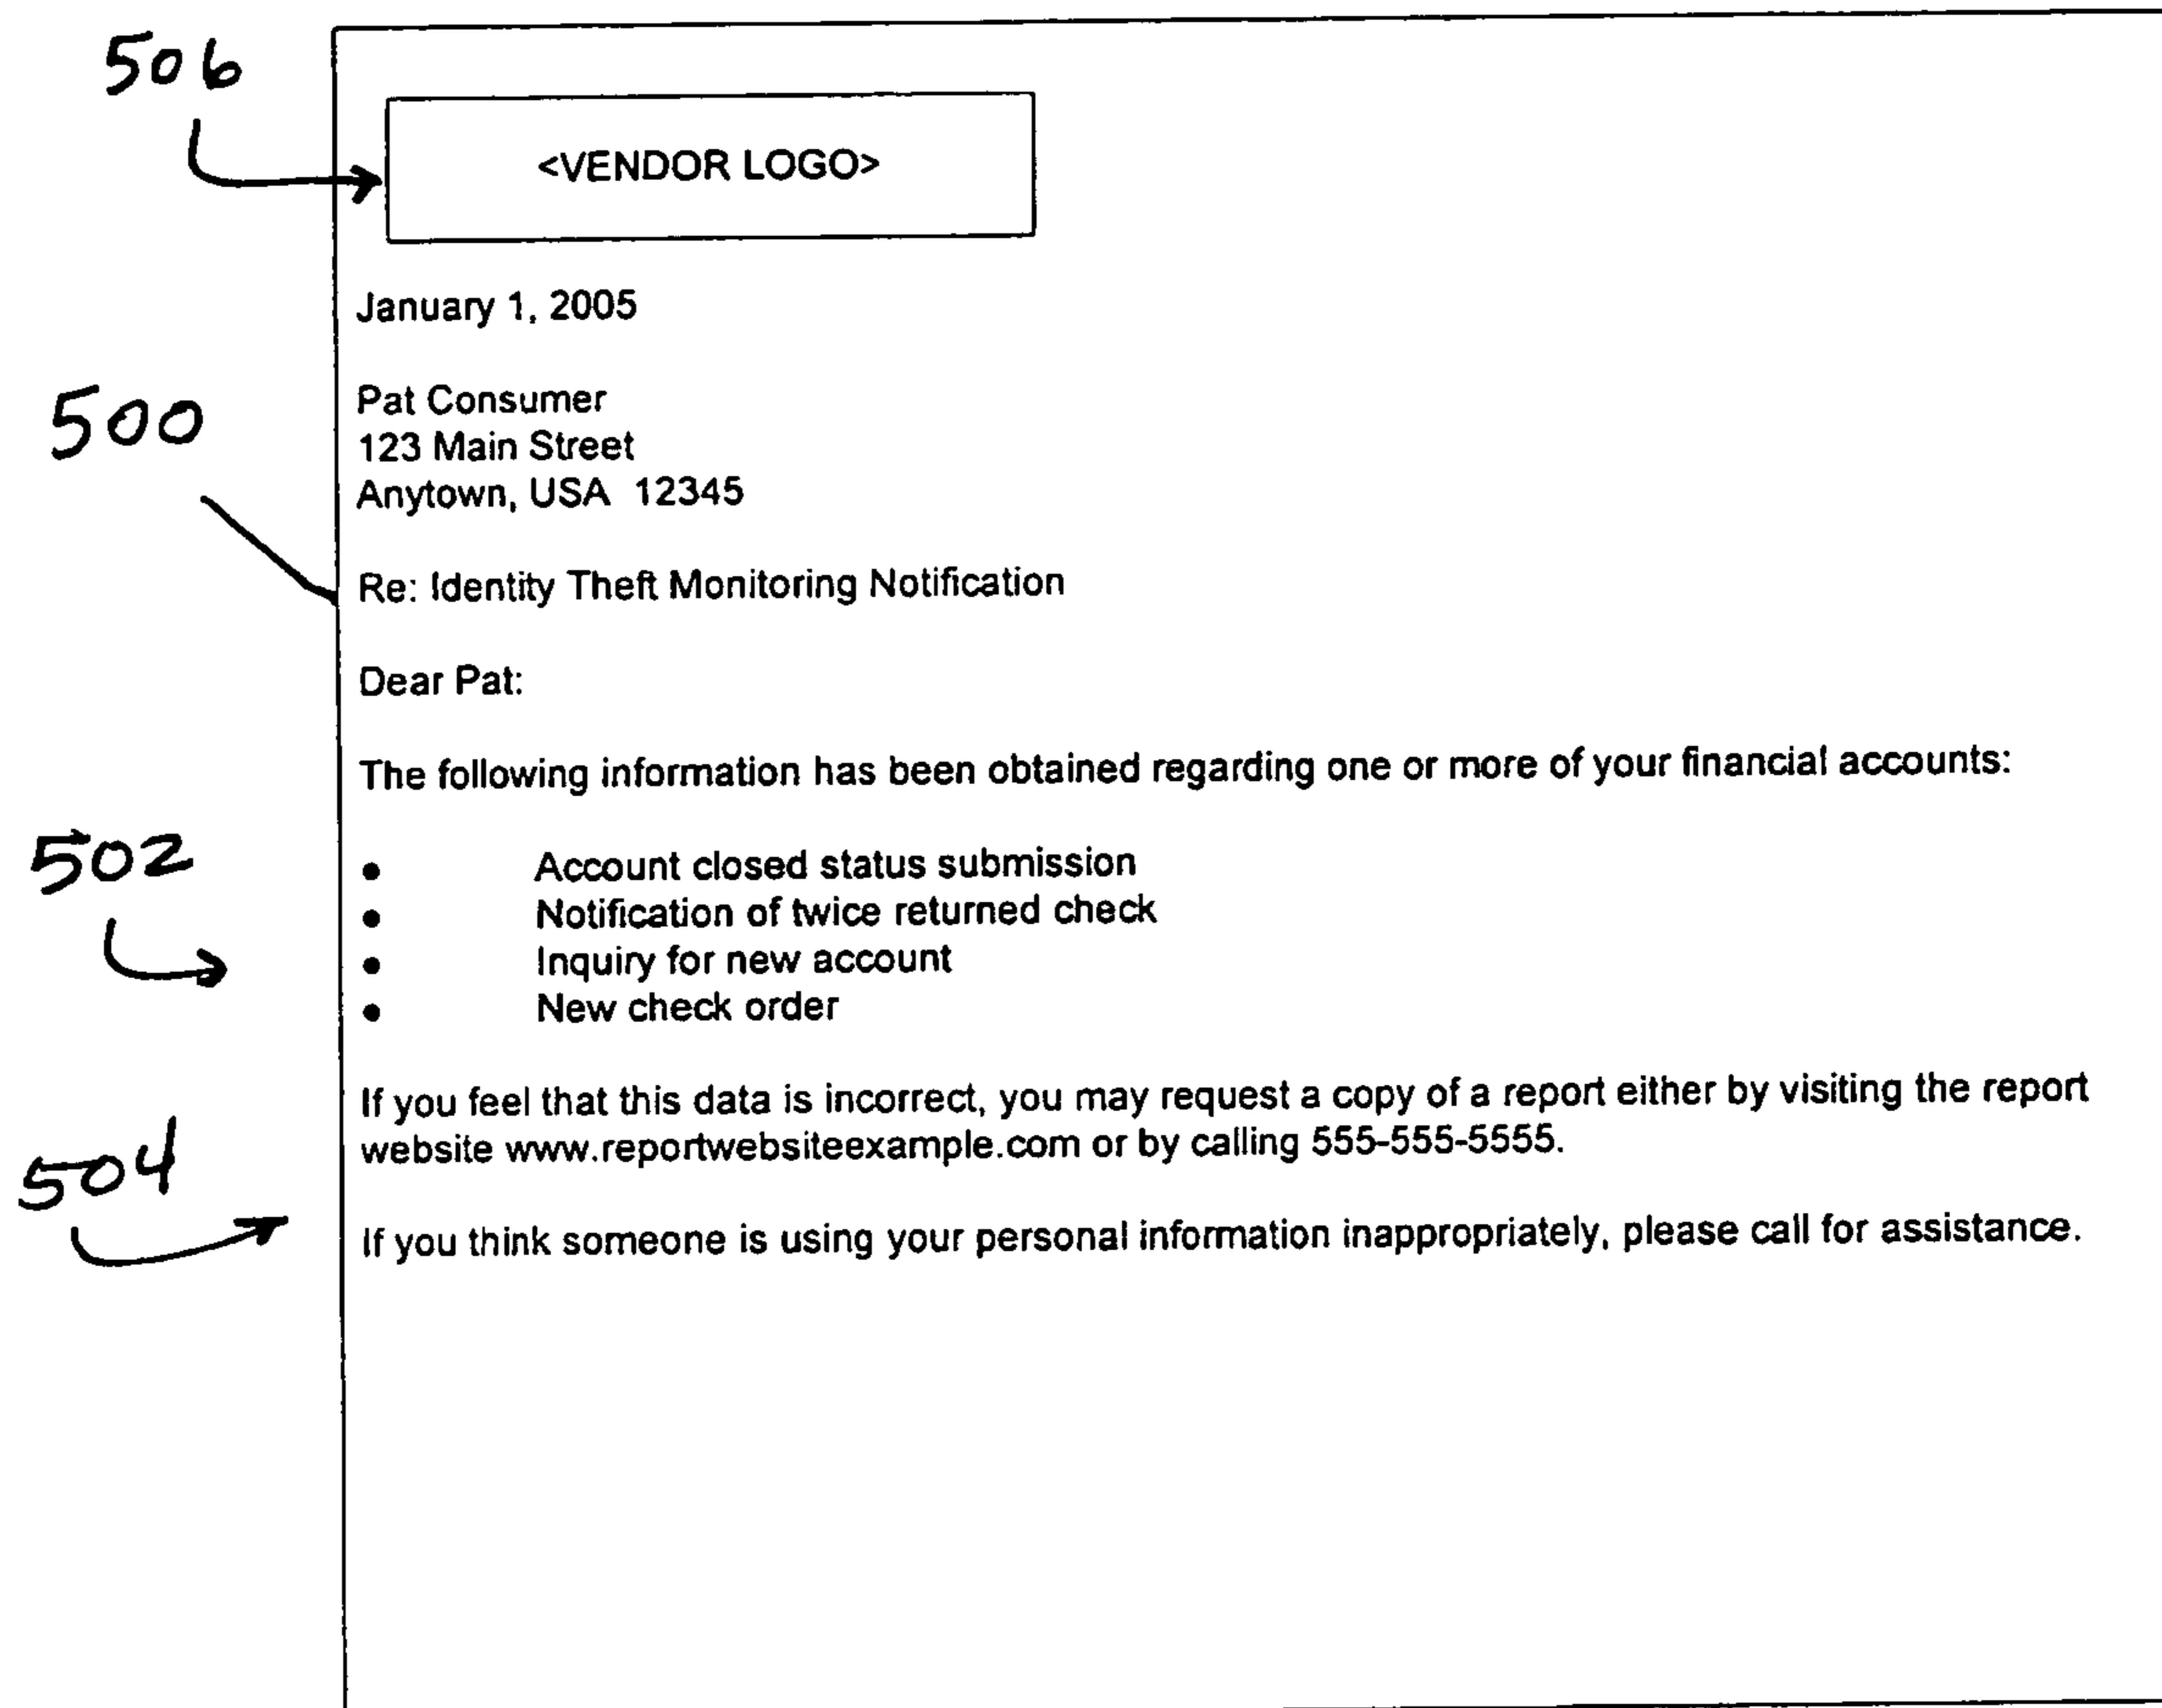 506
<VENDOR LOGO>
January 1, 2005
500
Pat Consumer
123 Main Street
Anytown, USA 12345
Re: Identity Theft Monitoring Notification
Dear Pat:
The following information has been obtained regarding one or more of your financial accounts:
502
• Account closed status submission
• Notification of twice returned check
• Inquiry for new account
• New check order
If you feel that this data is incorrect, you may request a copy of a report either by visiting the report
website www.reportwebsiteexample.com or by calling 555-555-5555.
504
If you think someone is using your personal information inappropriately, please call for assistance.